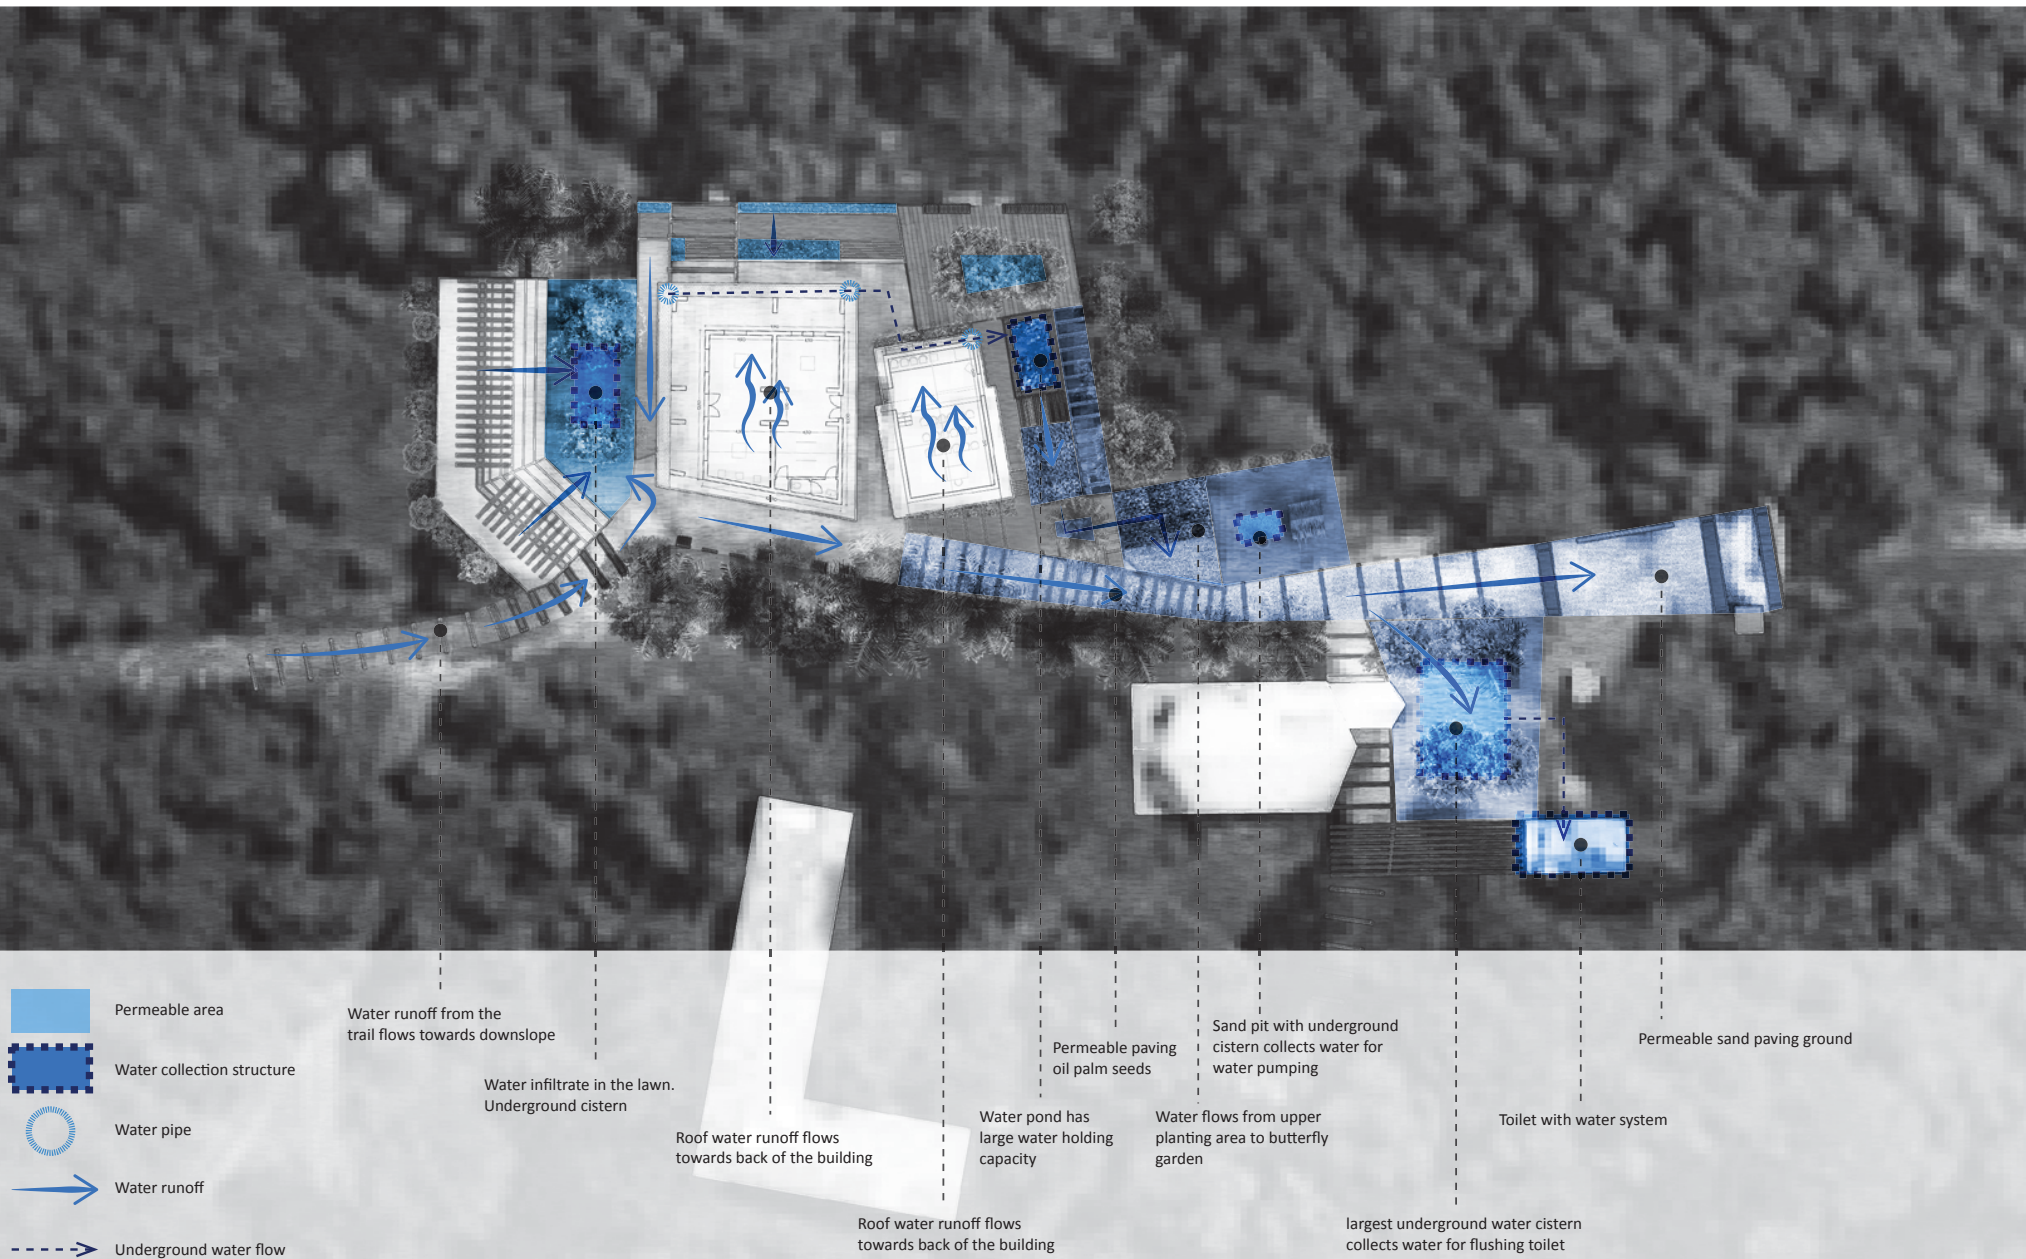 Permeable area
Water collection structure
Water pipe
Water runoff
Underground water flow
Water runoff from the
trail flows towards downslope
Water infiltrate in the lawn.
Underground cistern
Roof water runoff flows
towards back of the building
Roof water runoff flows
towards back of the building
Water pond has
large water holding
capacity
Permeable paving
oil palm seeds
Water flows from upper
planting area to butterfly
garden
Sand pit with underground
cistern collects water for
water pumping
largest underground water cistern
collects water for flushing toilet
Toilet with water system
Permeable sand paving ground